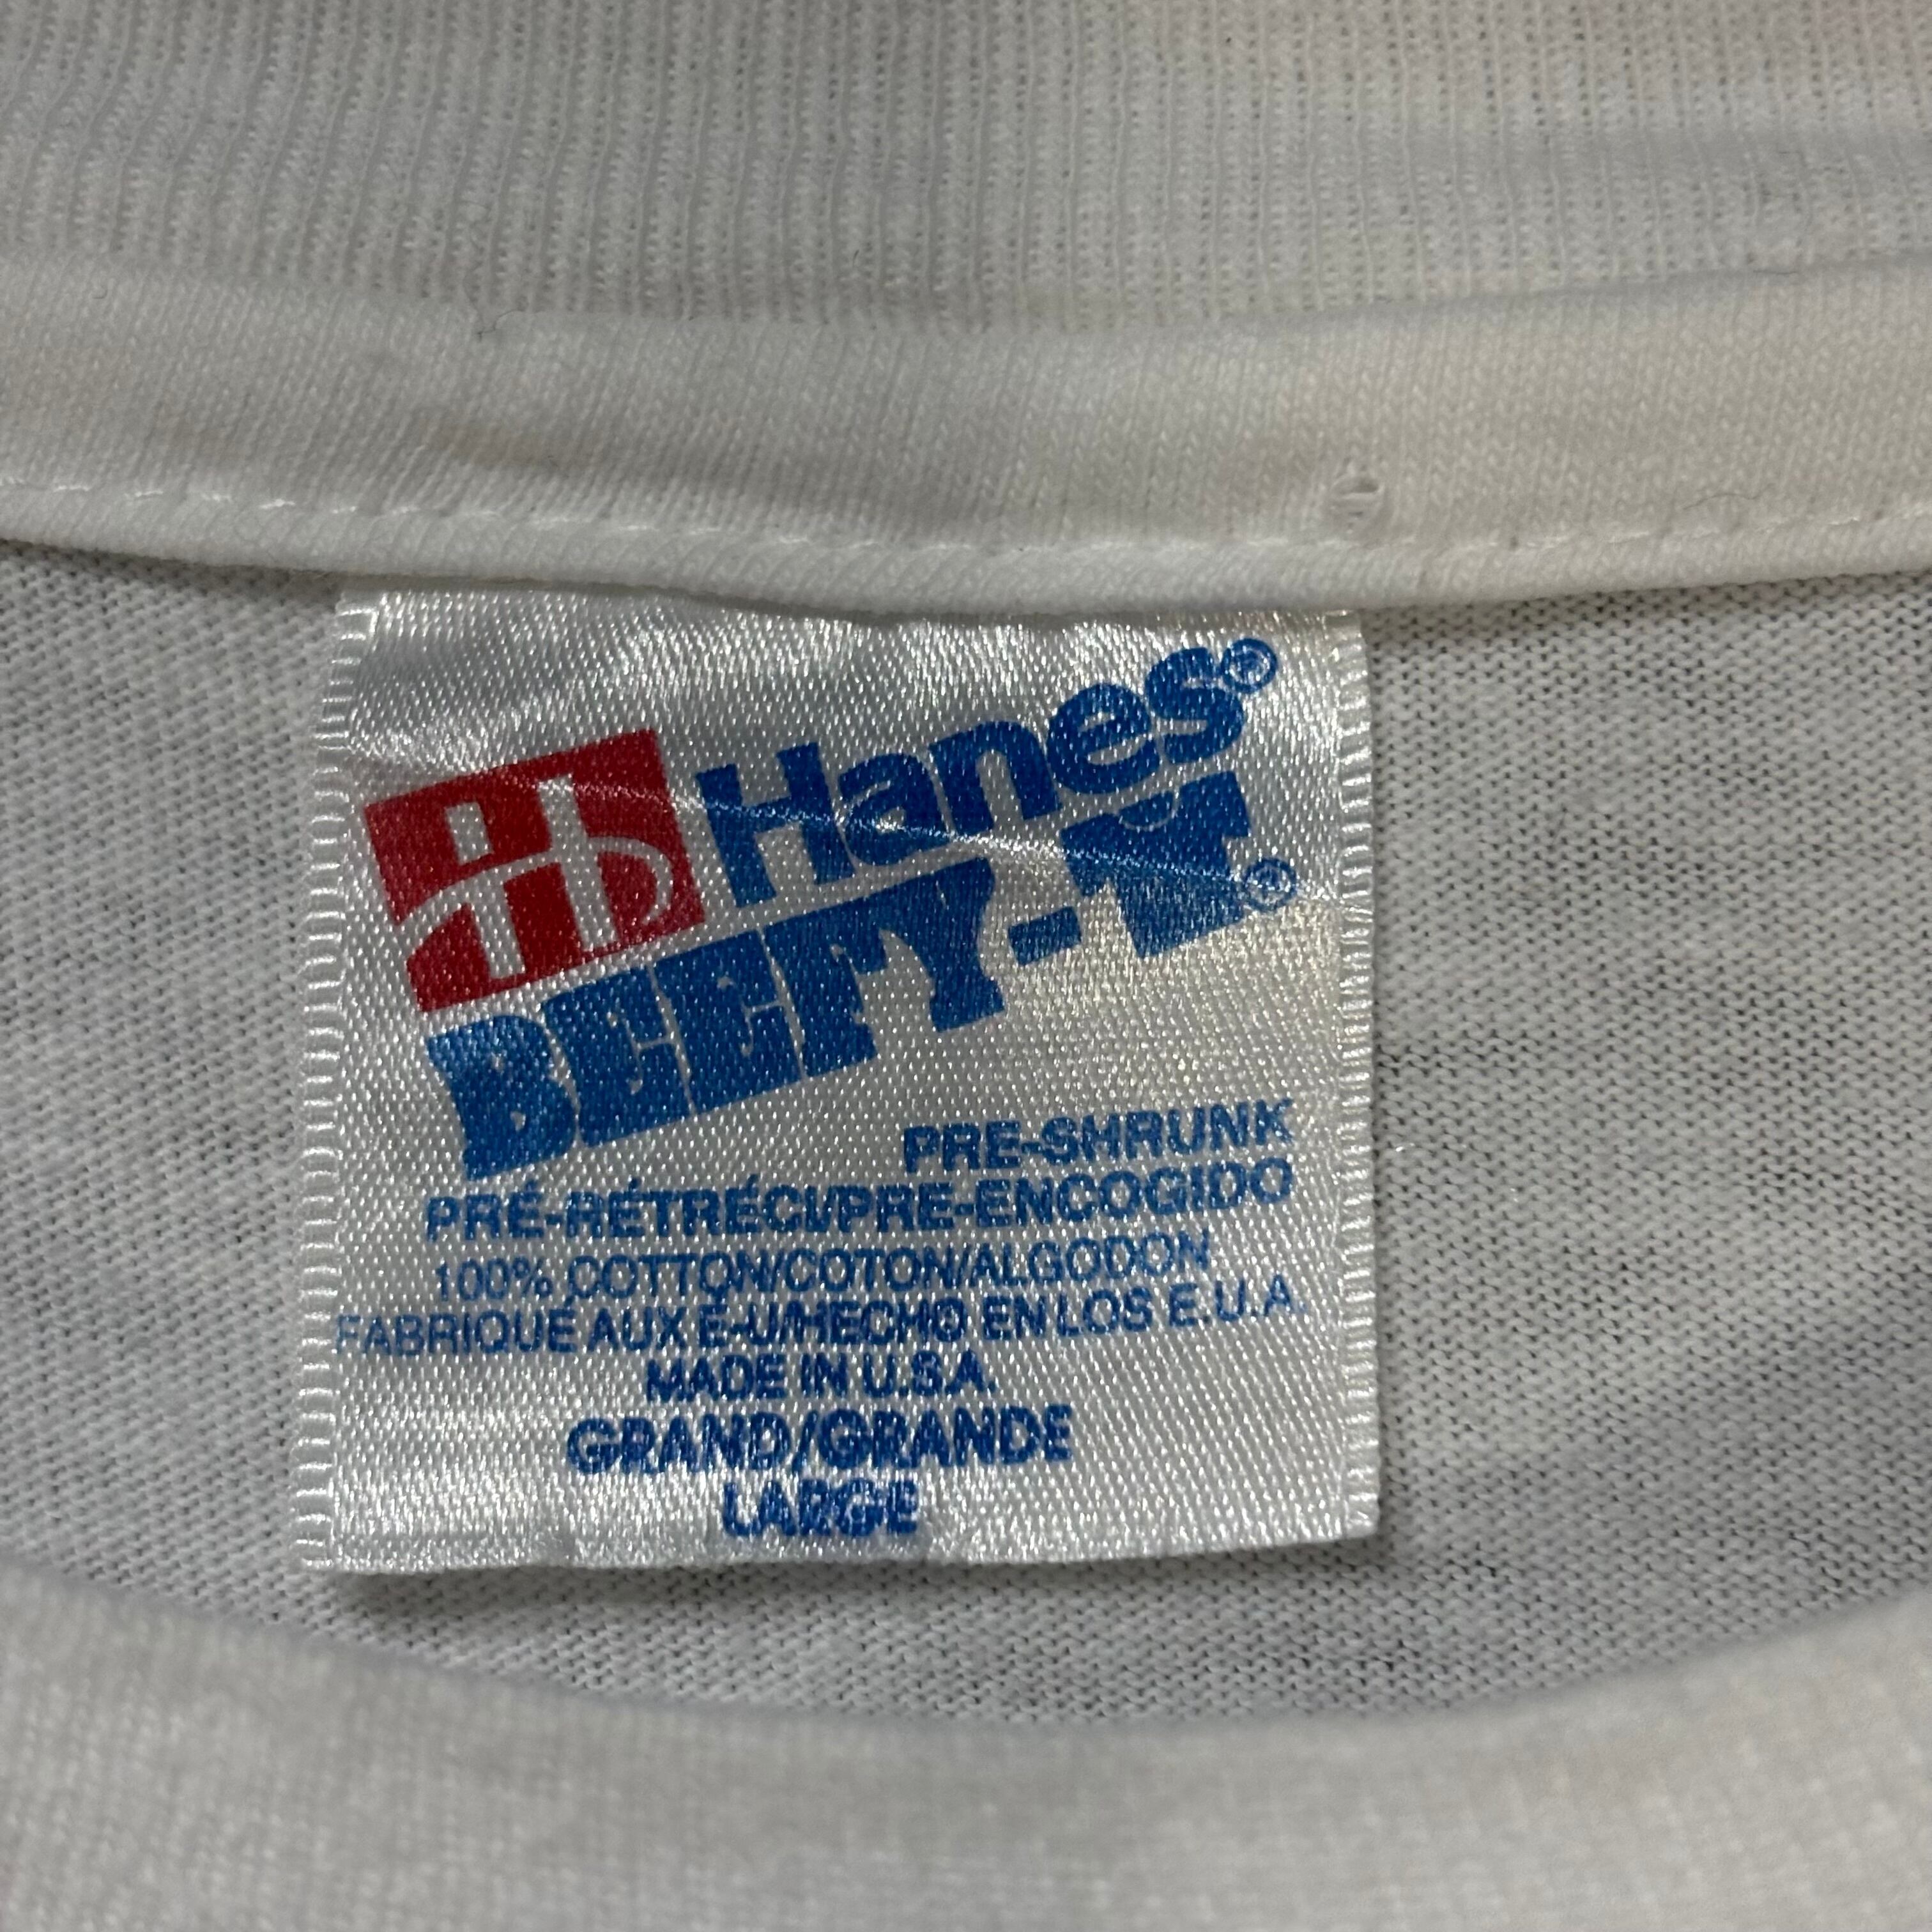 Hanes®
BEEFY-T®
PRE-SHRUNK
PRÉ-RÉTRÉCI/PRE-ENCOGIDO
100% COTTON/COTON/ALGODON
FABRIQUÉ AUX É-U/HECHO EN LOS E.U.A.
MADE IN U.S.A.
GRAND/GRANDE
LARGE